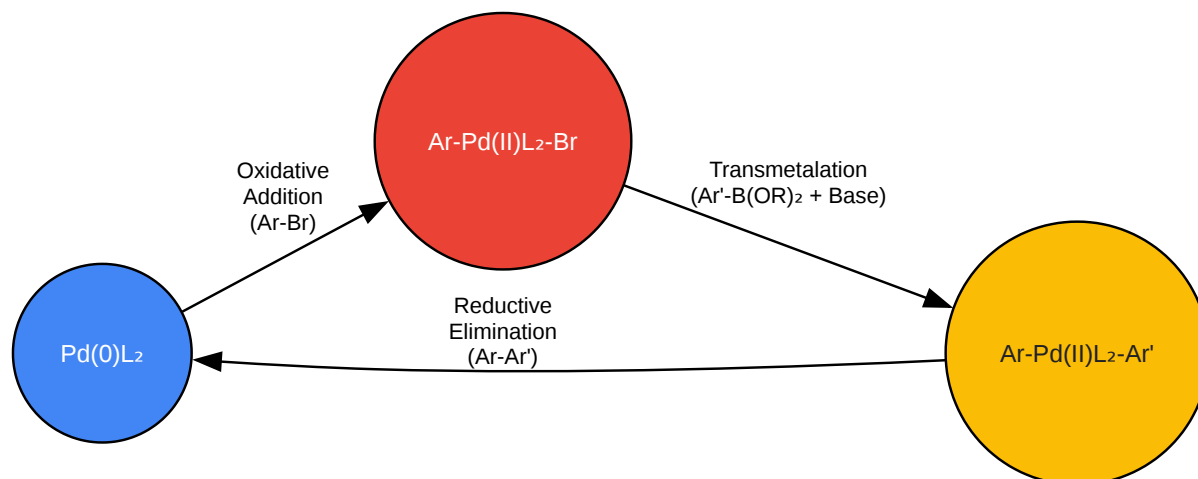 Ar-Pd(II)L₂-Br
Oxidative
Addition
(Ar-Br)
Transmetalation
(Ar'-B(OR)₂ + Base)
Reductive
Elimination
(Ar-Ar')
Pd(0)L₂
Ar-Pd(II)L₂-Ar'